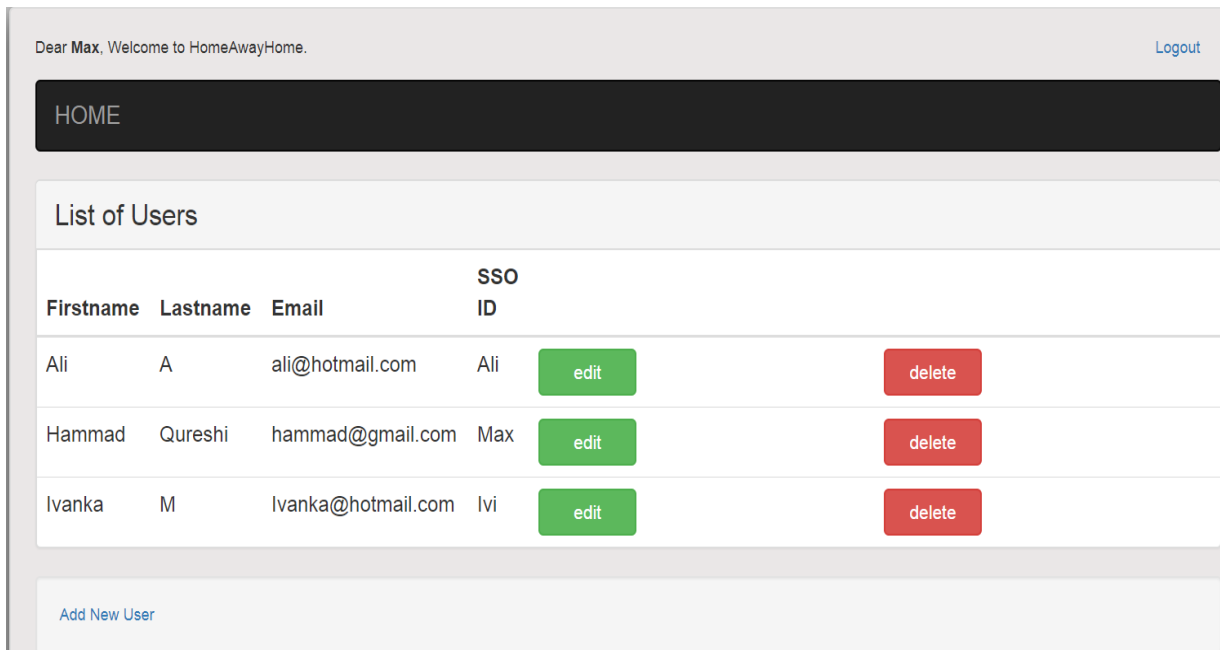 Dear Max, Welcome to HomeAwayHome. Logout
HOME
List of Users
Firstname Lastname Email SSO ID
Ali A ali@hotmail.com Ali edit delete
Hammad Qureshi hammad@gmail.com Max edit delete
Ivanka M Ivanka@hotmail.com Ivi edit delete
Add New User